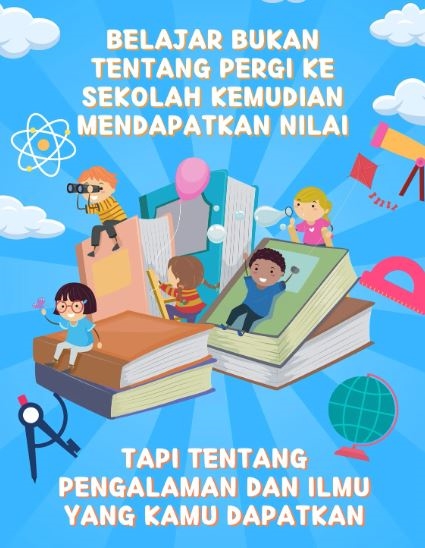 BELAJAR BUKAN
TENTANG PERGI KE
SEKOLAH KEMUDIAN
MENDAPATKAN NILAI
TAPI TENTANG
PENGALAMAN DAN ILMU
YANG KAMU DAPATKAN